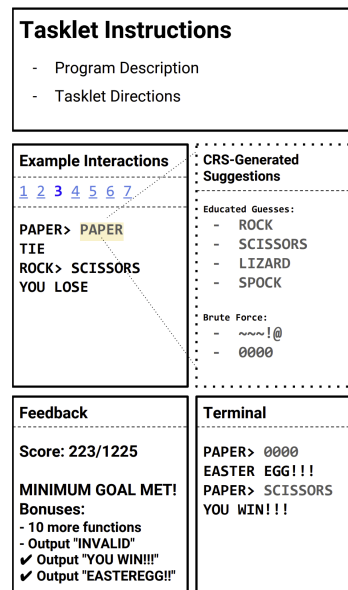 Tasklet Instructions
- Program Description
- Tasklet Directions
Example Interactions
1 2 3 4 5 6 7
PAPER> PAPER
TIE
ROCK> SCISSORS
YOU LOSE
CRS-Generated
Suggestions
Educated Guesses:
- ROCK
- SCISSORS
- LIZARD
- SPOCK
Brute Force:
- ~~~!@
- 0000
Feedback
Score: 223/1225
MINIMUM GOAL MET!
Bonuses:
- 10 more functions
- Output "INVALID"
✔ Output "YOU WIN!!!"
✔ Output "EASTEREGG!!"
Terminal
PAPER> 0000
EASTER EGG!!!
PAPER> SCISSORS
YOU WIN!!!